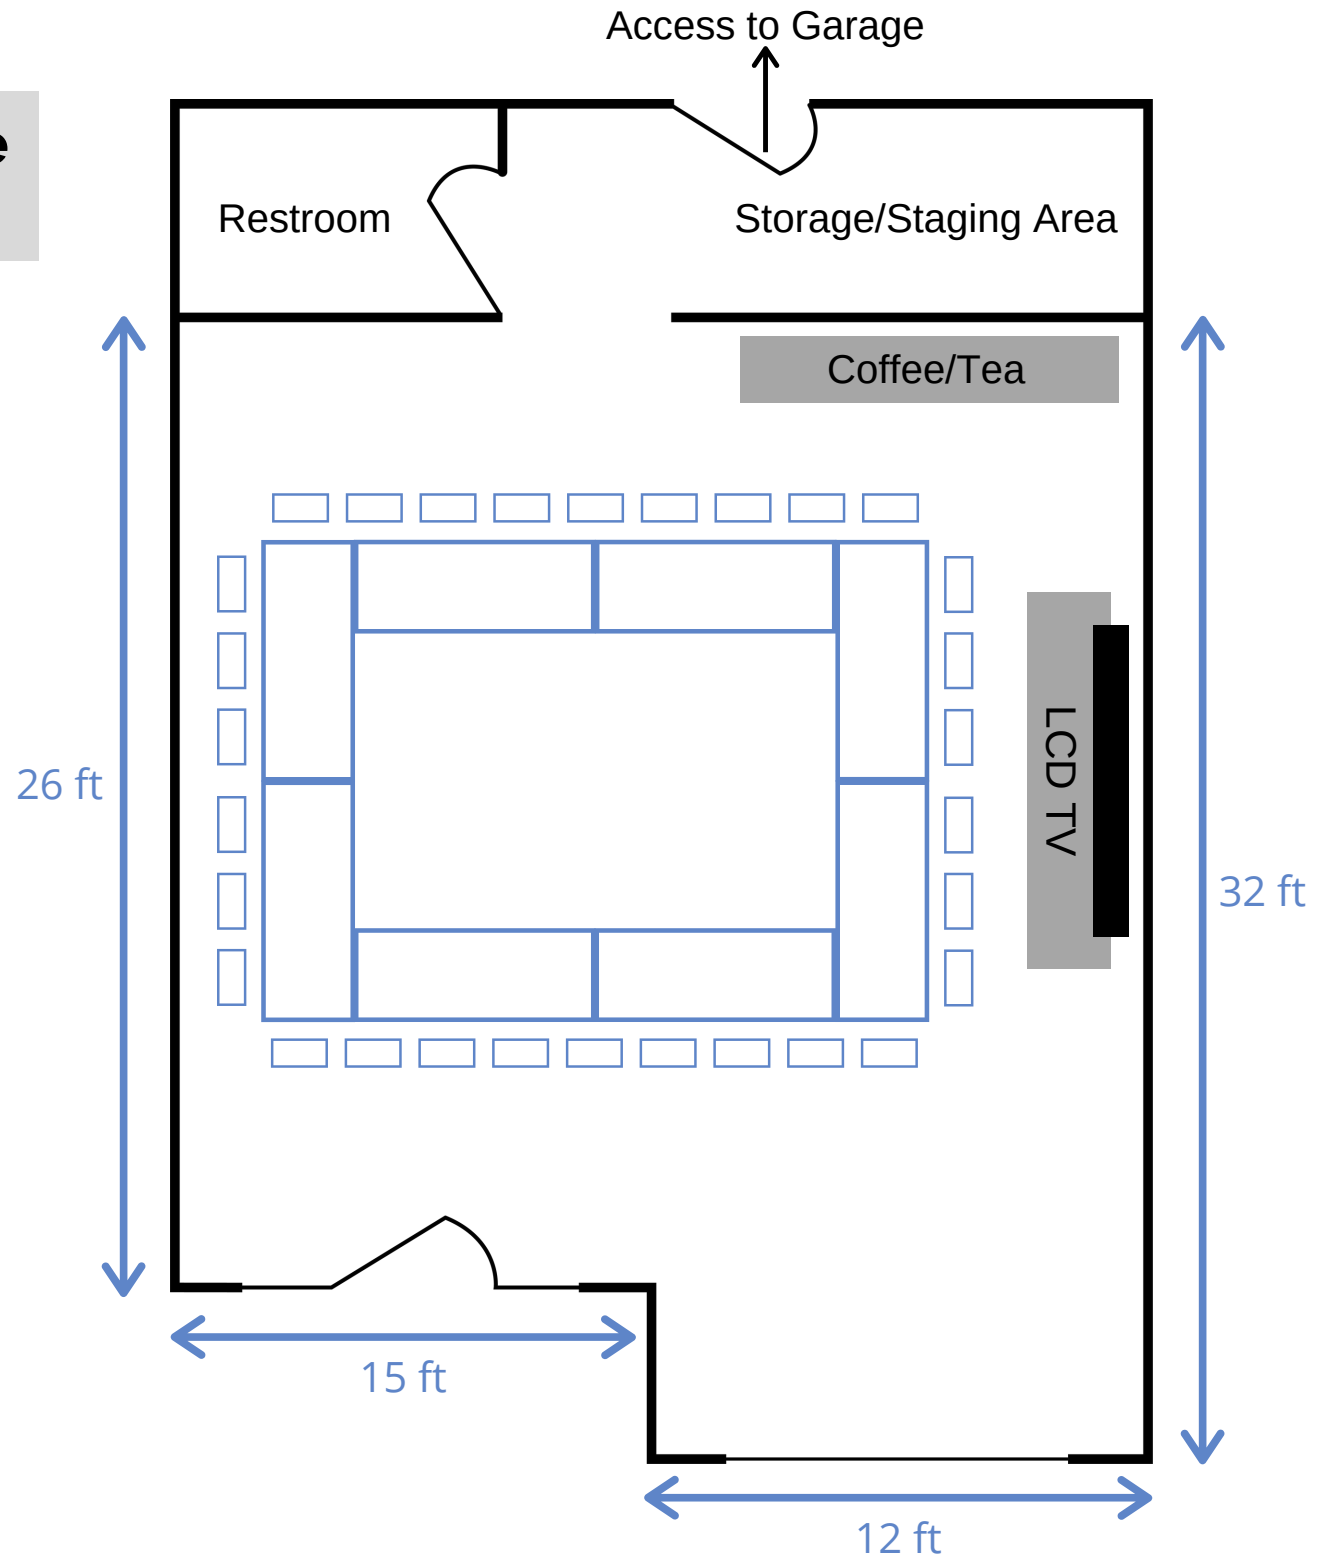 Access to Garage
Restroom
Storage/Staging Area
Coffee/Tea
LCD TV
26 ft
32 ft
15 ft
12 ft